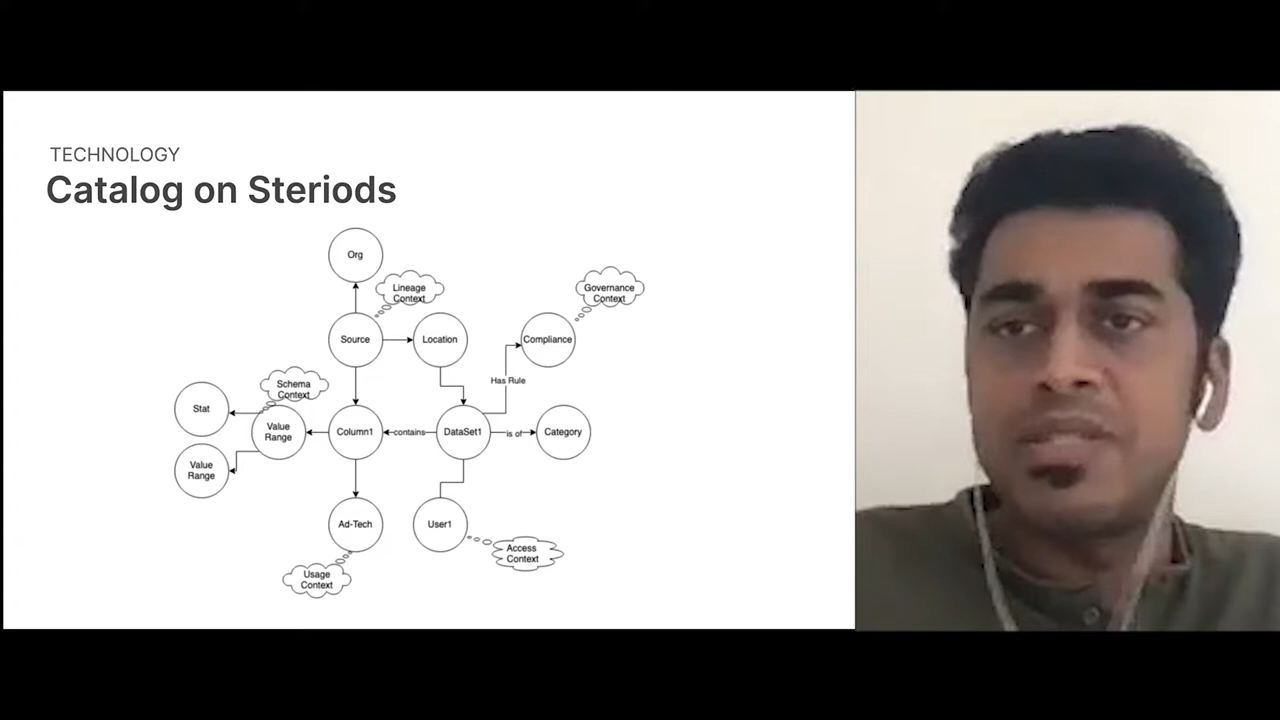 TECHNOLOGY
Catalog on Steriods
Org
Lineage
Context
Governance
Context
Source
Location
Compliance
Has Rule
Schema
Context
Stat
Value
Range
Column1
contains
DataSet1
is of
Category
Value
Range
Ad-Tech
User1
Access
Context
Usage
Context